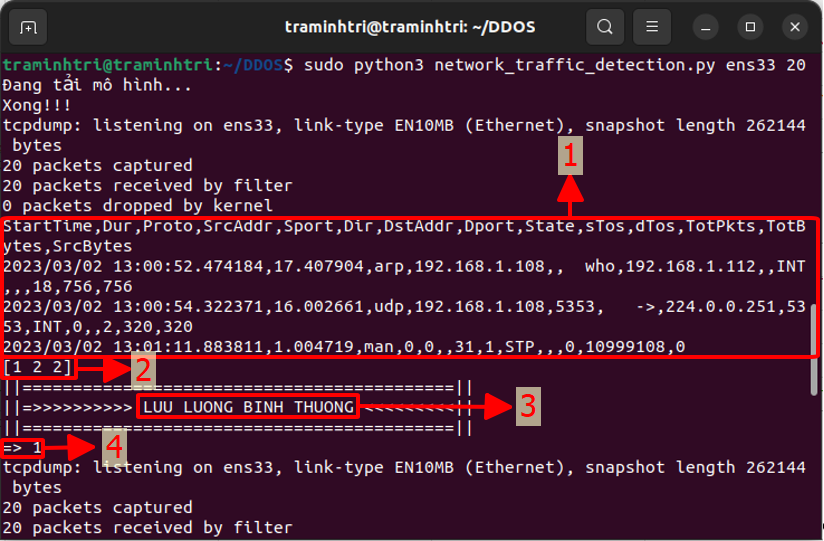 traminhtri@traminhtri: ~/DDOS
traminhtri@traminhtri:~/DDOS$ sudo python3 network_traffic_detection.py ens33 20
Đang tải mô hình...
Xong!!!
tcpdump: listening on ens33, link-type EN10MB (Ethernet), snapshot length 262144
bytes
1
20 packets captured
20 packets received by filter
0 packets dropped by kernel
StartTime,Dur,Proto,SrcAddr,Sport,Dir,DstAddr,Dport,State,sTos,dTos,TotPkts,TotB
ytes,SrcBytes
2023/03/02 13:00:52.474184,17.407904,arp,192.168.1.108,,  who,192.168.1.112,,INT
,,,18,756,756
2023/03/02 13:00:54.322371,16.002661,udp,192.168.1.108,5353,   ->,224.0.0.251,53
53,INT,0,,2,320,320
2023/03/02 13:01:11.883811,1.004719,man,0,0,,31,1,STP,,,0,10999108,0
[1 2 2]
2
||===========================================||
||=>>>>>>>>>> LUU LUONG BINH THUONG <<<<<<<<<||
3
||===========================================||
=> 1
4
tcpdump: listening on ens33, link-type EN10MB (Ethernet), snapshot length 262144
bytes
20 packets captured
20 packets received by filter